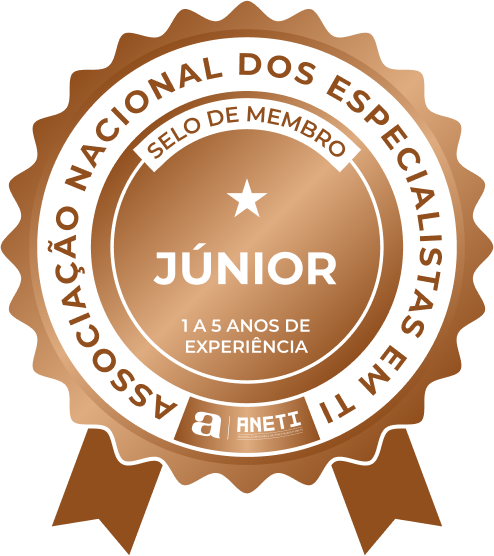 ASSOCIAÇÃO NACIONAL DOS ESPECIALISTAS EM TI
SELO DE MEMBRO
JÚNIOR
1 A 5 ANOS DE
EXPERIÊNCIA
a | ANETI